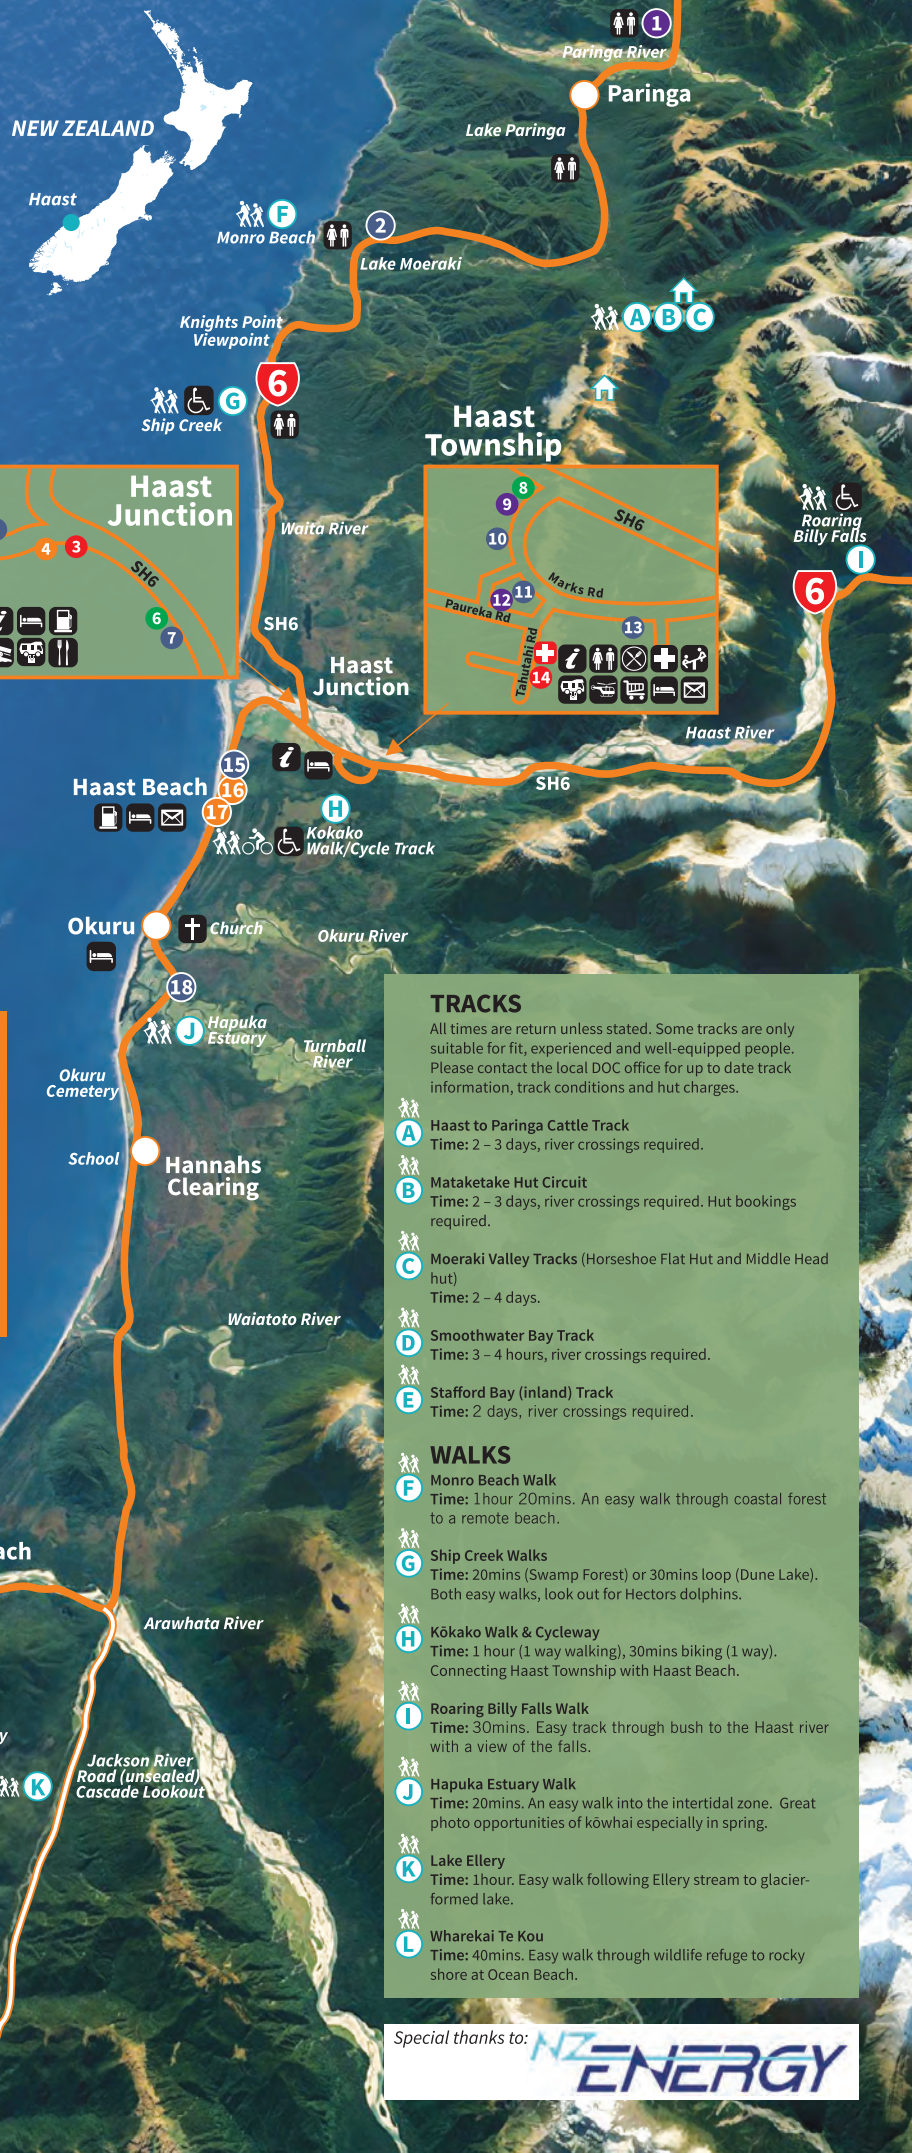 1
Paringa River
Paringa
NEW ZEALAND
Lake Paringa
Haast
F
2
Monro Beach
Lake Moeraki
A B C
Knights Point
Viewpoint
6
G
Ship Creek
Haast
Township
Haast
Junction
8
9
SH6
10
Roaring
Billy Falls
I
Waita River
4
3
SH6
Marks Rd
11
12
Paureka Rd
6
6
7
SH6
13
Tahutahi Rd
14
i
Haast
Junction
Haast River
15
i
SH6
Haast Beach
16
17
H
Kokako
Walk/Cycle Track
Okuru
Church
Okuru River
18
J
Hapuka
Estuary
Turnball
River
Okuru
Cemetery
School
Hannahs
Clearing
Waiatoto River
ach
Arawhata River
y
K
Jackson River
Road (unsealed)
Cascade Lookout
TRACKS
All times are return unless stated. Some tracks are only
suitable for fit, experienced and well-equipped people.
Please contact the local DOC office for up to date track
information, track conditions and hut charges.
A
Haast to Paringa Cattle Track
Time: 2 – 3 days, river crossings required.
B
Mataketake Hut Circuit
Time: 2 – 3 days, river crossings required. Hut bookings
required.
C
Moeraki Valley Tracks (Horseshoe Flat Hut and Middle Head
hut)
Time: 2 – 4 days.
D
Smoothwater Bay Track
Time: 3 – 4 hours, river crossings required.
E
Stafford Bay (inland) Track
Time: 2 days, river crossings required.
WALKS
F
Monro Beach Walk
Time: 1hour 20mins. An easy walk through coastal forest
to a remote beach.
G
Ship Creek Walks
Time: 20mins (Swamp Forest) or 30mins loop (Dune Lake).
Both easy walks, look out for Hectors dolphins.
H
Kōkako Walk & Cycleway
Time: 1 hour (1 way walking), 30mins biking (1 way).
Connecting Haast Township with Haast Beach.
I
Roaring Billy Falls Walk
Time: 30mins. Easy track through bush to the Haast river
with a view of the falls.
J
Hapuka Estuary Walk
Time: 20mins. An easy walk into the intertidal zone. Great
photo opportunities of kōwhai especially in spring.
K
Lake Ellery
Time: 1hour. Easy walk following Ellery stream to glacier-
formed lake.
L
Wharekai Te Kou
Time: 40mins. Easy walk through wildlife refuge to rocky
shore at Ocean Beach.
Special thanks to: NZ ENERGY